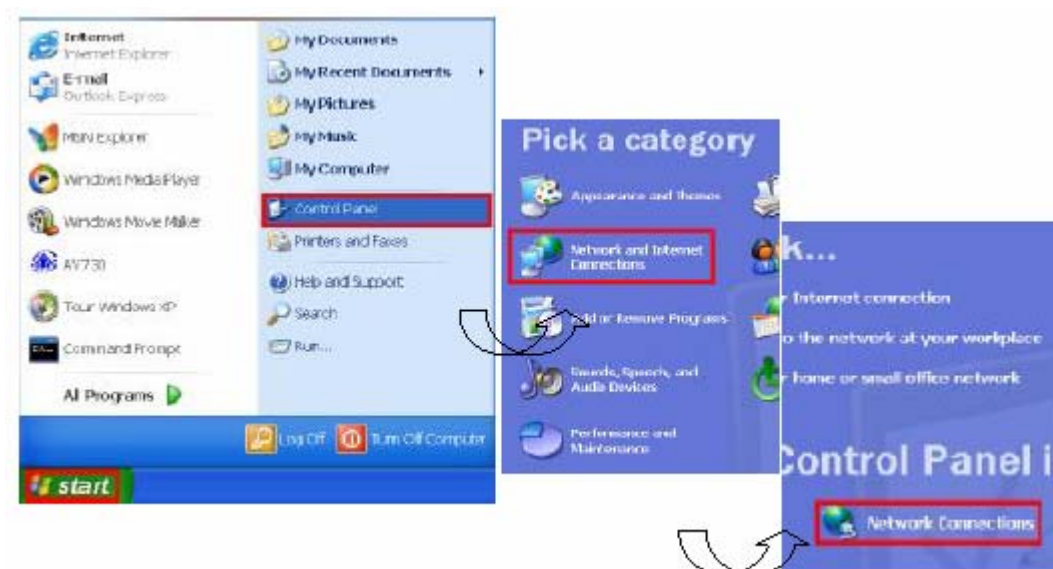 Internet
Internet Explorer
E-mail
Outlook Express
MSN Explorer
Windows Media Player
Windows Movie Maker
AV730
Tour Windows XP
Command Prompt
All Programs
My Documents
My Recent Documents
My Pictures
My Music
My Computer
Control Panel
Printers and Faxes
Help and Support
Search
Run...
Log Off
Turn Off Computer
start
Pick a category
Appearance and Themes
Network and Internet
Connections
Add or Remove Programs
Sounds, Speech, and
Audio Devices
Performance and
Maintenance
k...
r Internet connection
o the network at your workplace
r home or small office network
Control Panel i
Network Connections